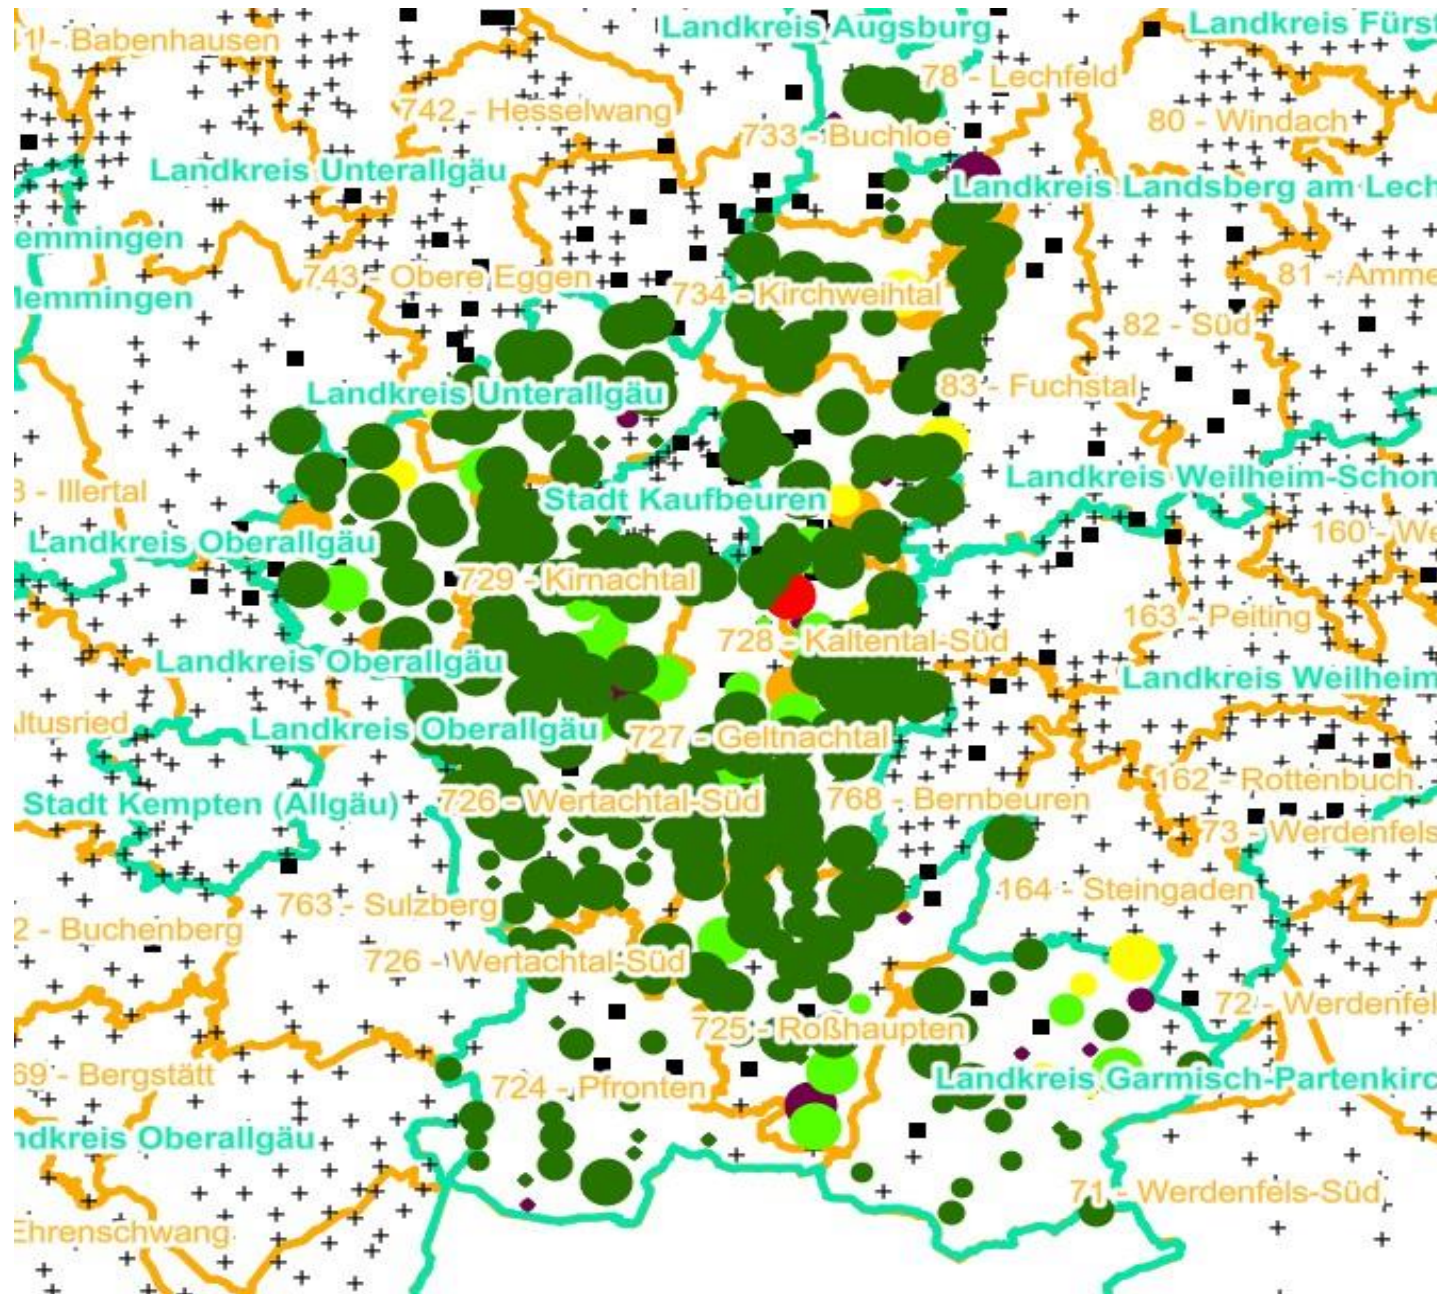 Landkreis Augsburg
Landkreis Fürst
41 - Babenhausen
78 - Lechfeld
742 - Hesselwang
733 - Buchloe
80 - Windach
Landkreis Unterallgäu
Landkreis Landsberg am Lech
emmingen
743 - Obere Eggen
81 - Amme
734 - Kirchweihtal
Memmingen
82 - Süd
Landkreis Unterallgäu
83 - Fuchstal
Landkreis Weilheim-Schon
8 - Illertal
Stadt Kaufbeuren
160 - We
Landkreis Oberallgäu
729 - Kirnachtal
163 - Peiting
728 - Kaltental-Süd
Landkreis Oberallgäu
Landkreis Weilheim
Altusried
Landkreis Oberallgäu
727 - Geltnachtal
162 - Rottenbuch
Stadt Kempten (Allgäu)
726 - Wertachtal-Süd
768 - Bernbeuren
73 - Werdenfels
164 - Steingaden
763 - Sulzberg
2 - Buchenberg
726 - Wertachtal-Süd
72 - Werdenfel
725 - Roßhaupten
69 - Bergstätt
724 - Pfronten
Landkreis Garmisch-Partenkirc
ndkreis Oberallgäu
71 - Werdenfels-Süd
Ehrenschwang